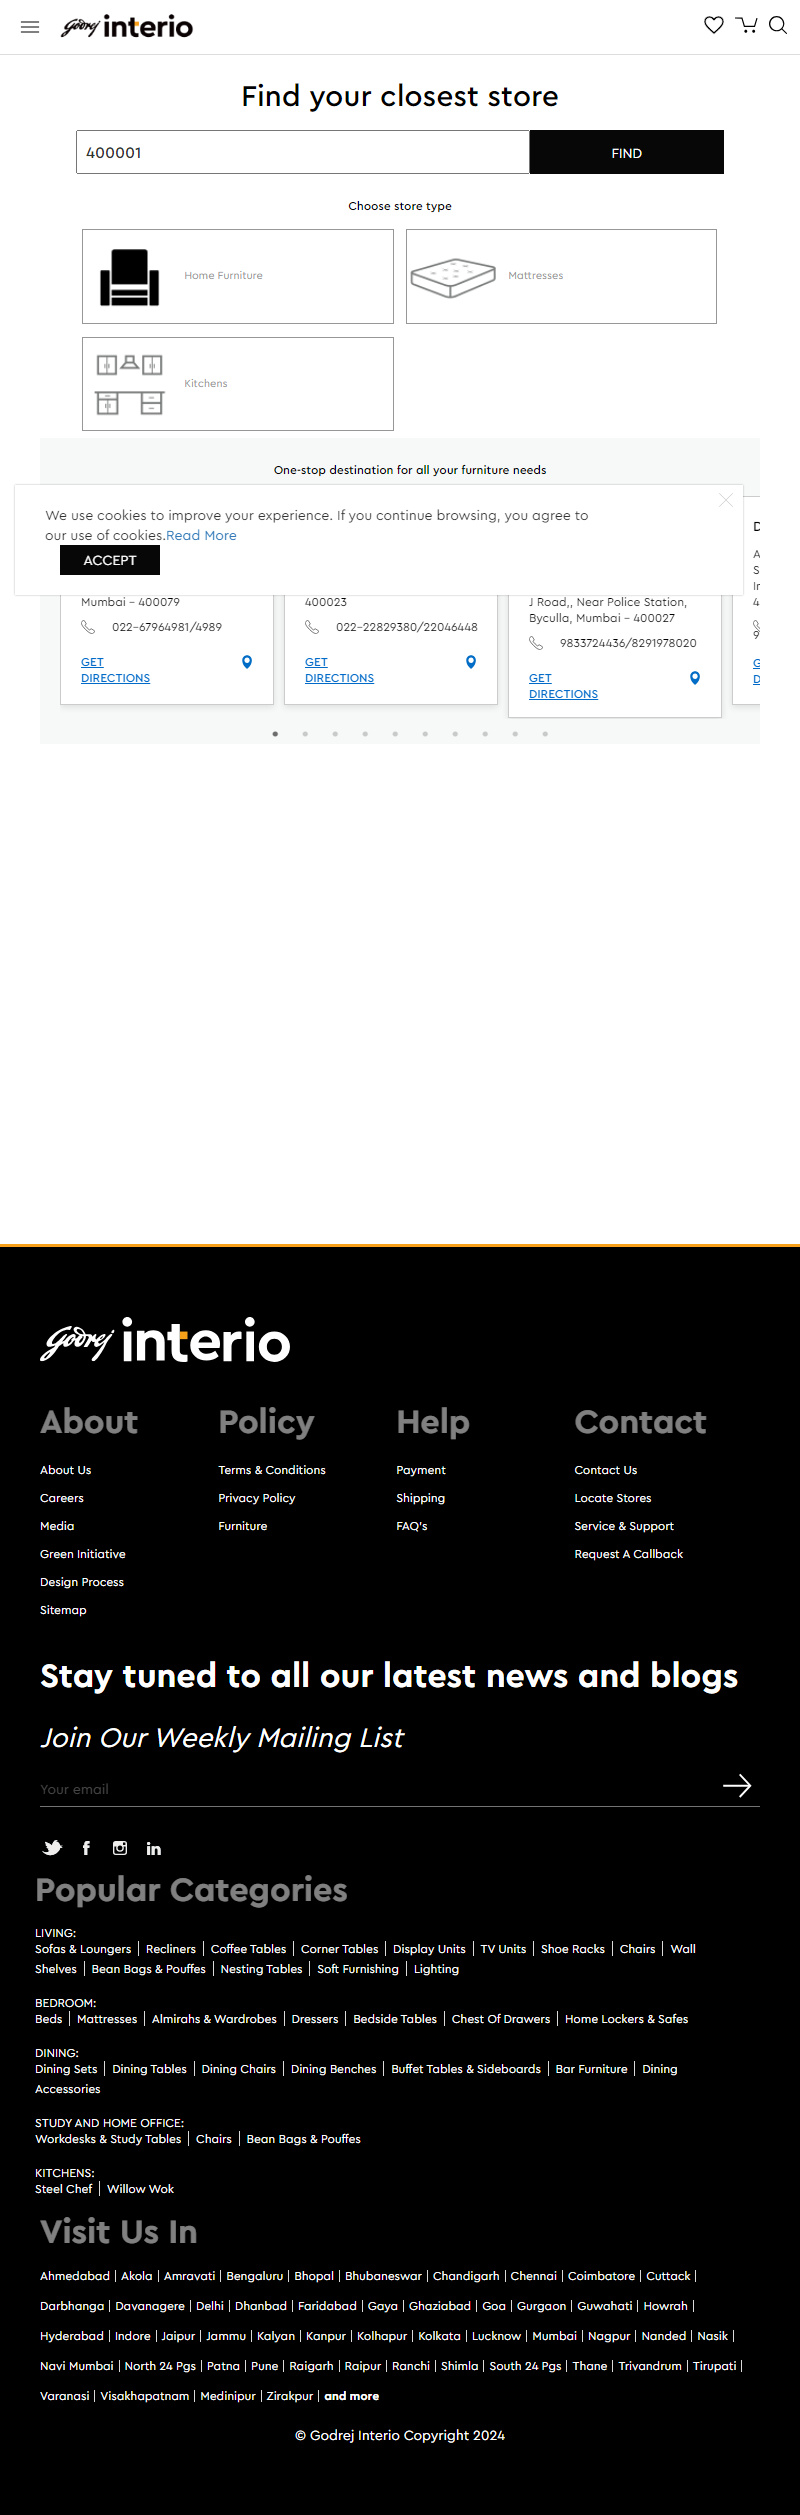 Godrej interio
Find your closest store
400001
FIND
Choose store type
Home Furniture
Mattresses
Kitchens
One-stop destination for all your furniture needs
We use cookies to improve your experience. If you continue browsing, you agree to
our use of cookies.Read More
ACCEPT
Mumbai - 400079
022-67964981/4989
GET
DIRECTIONS
400023
022-22829380/22046448
GET
DIRECTIONS
J Road,, Near Police Station,
Byculla, Mumbai - 400027
9833724436/8291978020
GET
DIRECTIONS
D
A
S
In
4
9
G
D
Godrej interio
About
About Us
Careers
Media
Green Initiative
Design Process
Sitemap
Policy
Terms & Conditions
Privacy Policy
Furniture
Help
Payment
Shipping
FAQ's
Contact
Contact Us
Locate Stores
Service & Support
Request A Callback
Stay tuned to all our latest news and blogs
Join Our Weekly Mailing List
Your email
Popular Categories
LIVING:
Sofas & Loungers | Recliners | Coffee Tables | Corner Tables | Display Units | TV Units | Shoe Racks | Chairs | Wall
Shelves | Bean Bags & Pouffes | Nesting Tables | Soft Furnishing | Lighting
BEDROOM:
Beds | Mattresses | Almirahs & Wardrobes | Dressers | Bedside Tables | Chest Of Drawers | Home Lockers & Safes
DINING:
Dining Sets | Dining Tables | Dining Chairs | Dining Benches | Buffet Tables & Sideboards | Bar Furniture | Dining
Accessories
STUDY AND HOME OFFICE:
Workdesks & Study Tables | Chairs | Bean Bags & Pouffes
KITCHENS:
Steel Chef | Willow Wok
Visit Us In
Ahmedabad | Akola | Amravati | Bengaluru | Bhopal | Bhubaneswar | Chandigarh | Chennai | Coimbatore | Cuttack |
Darbhanga | Davanagere | Delhi | Dhanbad | Faridabad | Gaya | Ghaziabad | Goa | Gurgaon | Guwahati | Howrah |
Hyderabad | Indore | Jaipur | Jammu | Kalyan | Kanpur | Kolhapur | Kolkata | Lucknow | Mumbai | Nagpur | Nanded | Nasik |
Navi Mumbai | North 24 Pgs | Patna | Pune | Raigarh | Raipur | Ranchi | Shimla | South 24 Pgs | Thane | Trivandrum | Tirupati |
Varanasi | Visakhapatnam | Medinipur | Zirakpur | and more
© Godrej Interio Copyright 2024